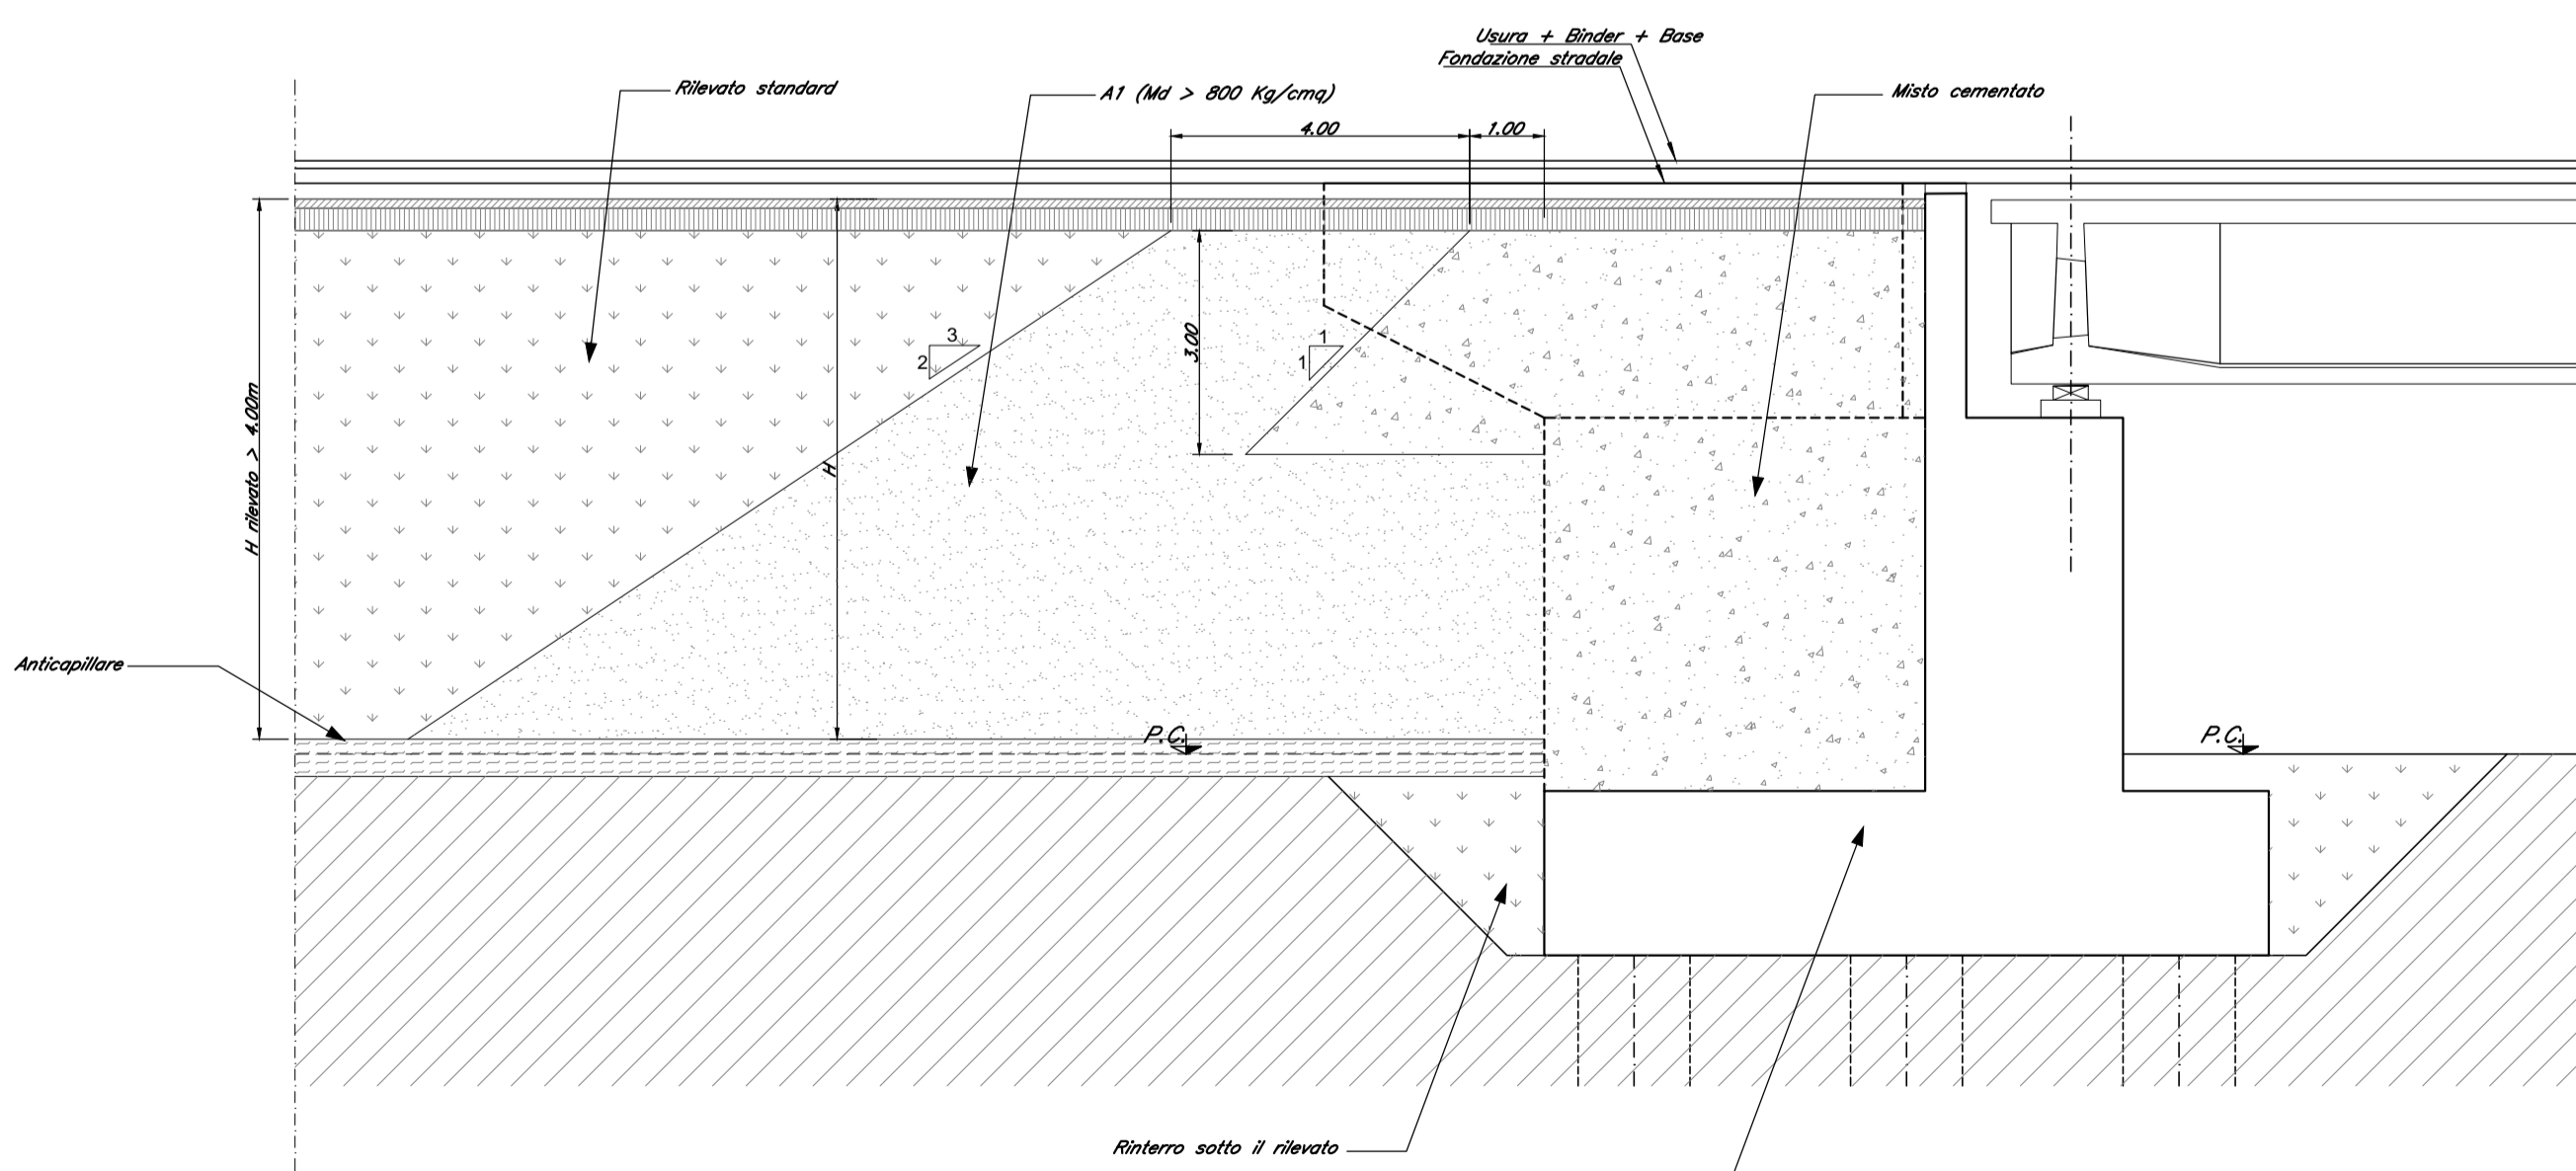 Usura + Binder + Base
Fondazione stradale
Rilevato standard
A1 (Md > 800 Kg/cmq)
Misto cementato
4.00
1.00
3
2
3.00
1
1
H rilevato > 4.00m
H
Anticapillare
P.C.
P.C.
Rinterro sotto il rilevato